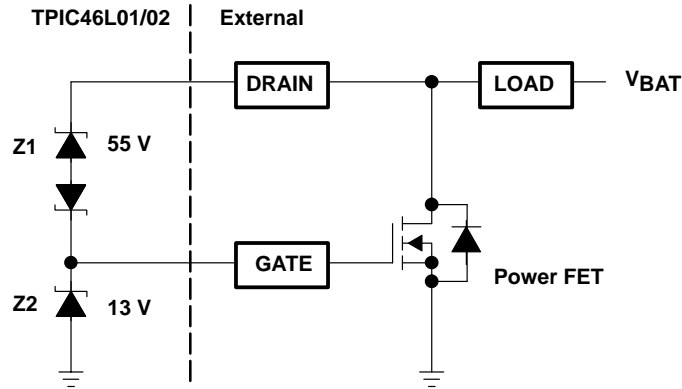 TPIC46L01/02 External
DRAIN LOAD VBAT
Z1 55 V
GATE
Power FET
Z2 13 V